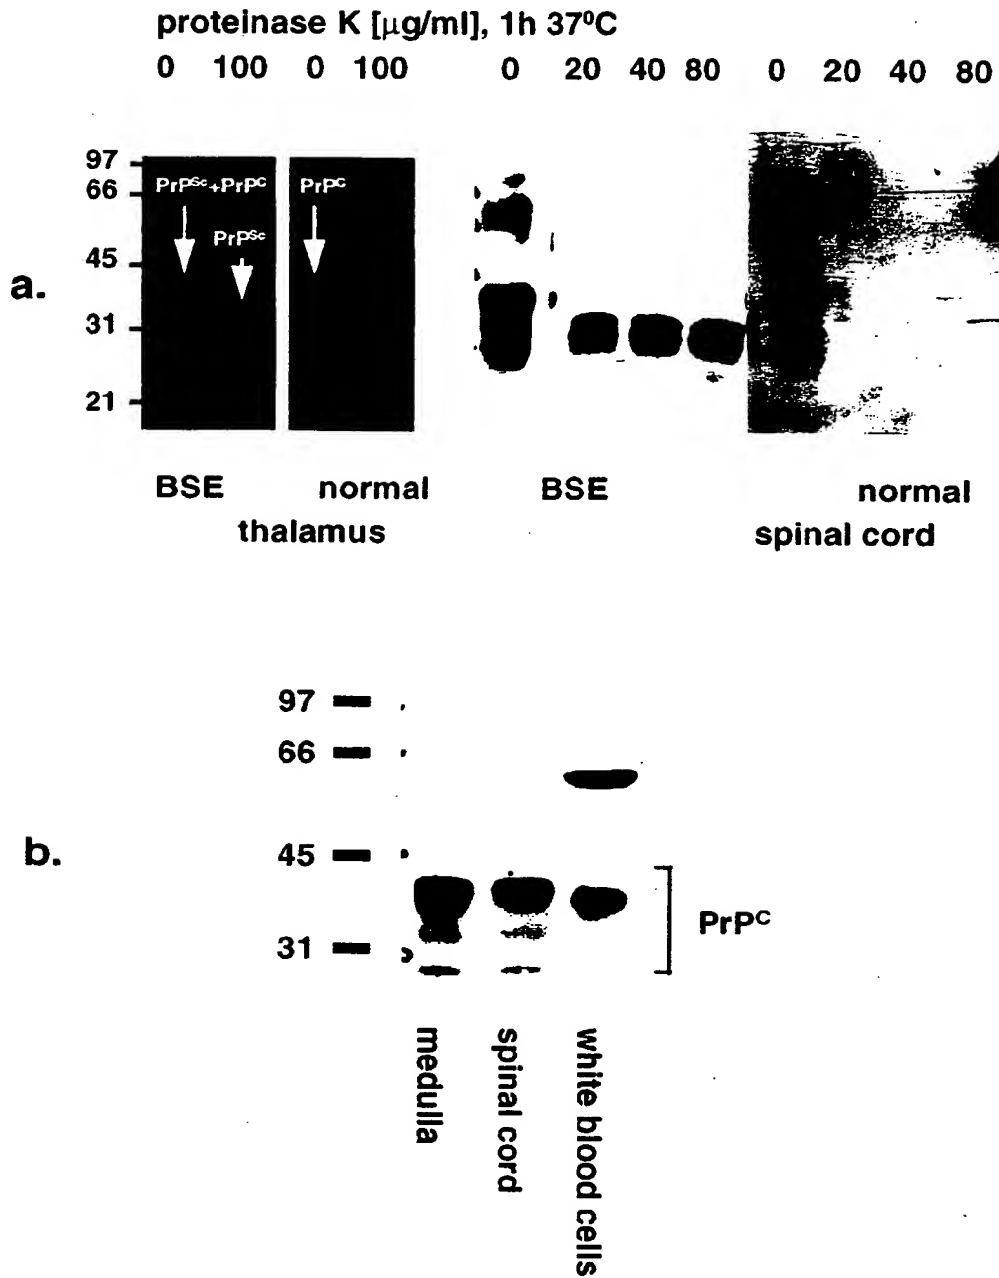 proteinase K [µg/ml], 1h 37ºC
0 100 0 100 0 20 40 80 0 20 40 80
97
66
45
31
21
PrPSc+PrPC
PrPSc
PrPC
a.
BSE normal BSE normal
thalamus spinal cord
97
66
45
31
b.
PrPC
medulla
spinal cord
white blood cells